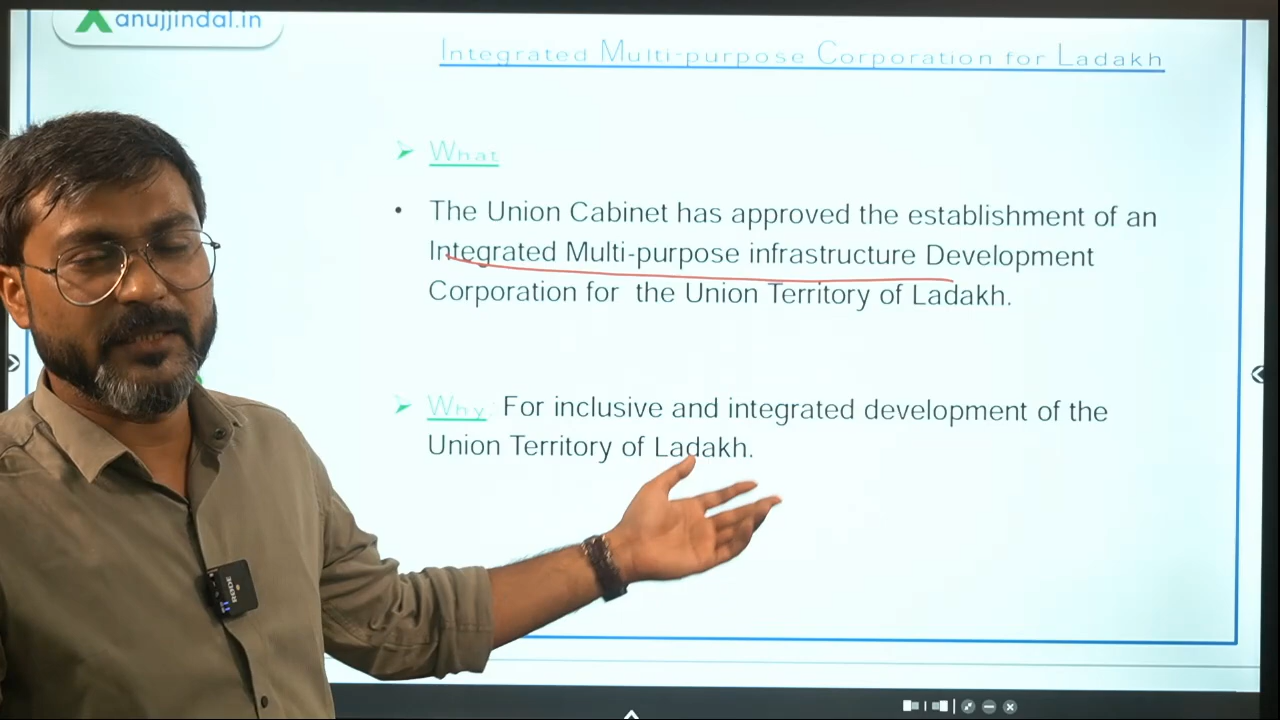 anujjindal.in
Integrated Multi-purpose Corporation for Ladakh
➤ What
• The Union Cabinet has approved the establishment of an
Integrated Multi-purpose infrastructure Development
Corporation for the Union Territory of Ladakh.
➤ Why: For inclusive and integrated development of the
Union Territory of Ladakh.
RODE